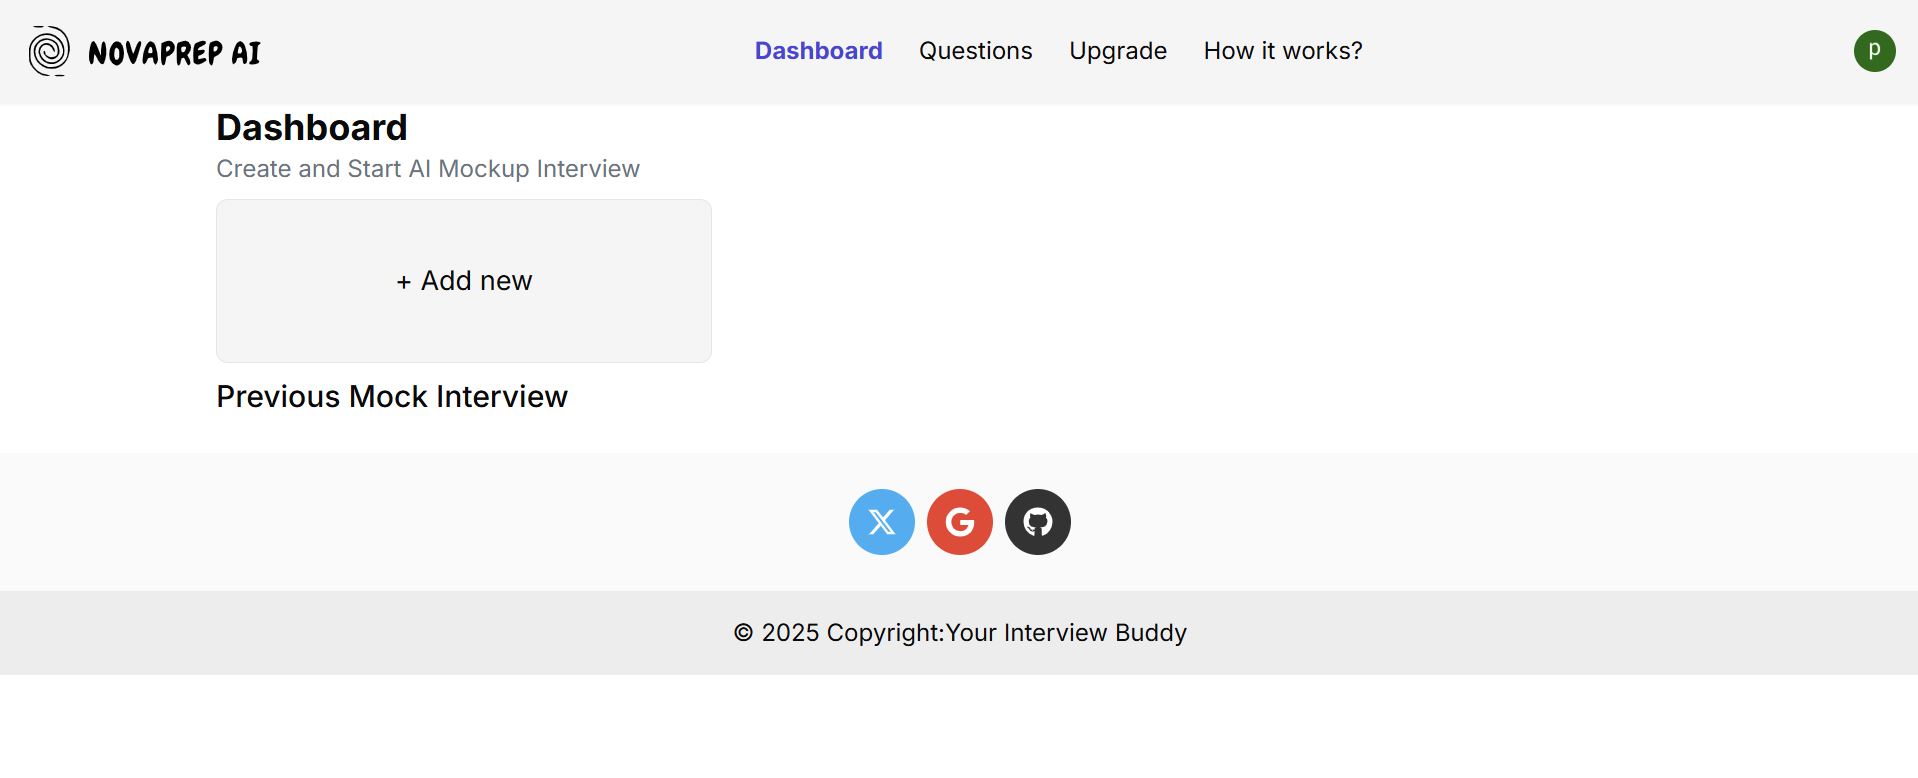 NOVAPREP AI
Dashboard Questions Upgrade How it works?
p
Dashboard
Create and Start AI Mockup Interview
+ Add new
Previous Mock Interview
© 2025 Copyright:Your Interview Buddy